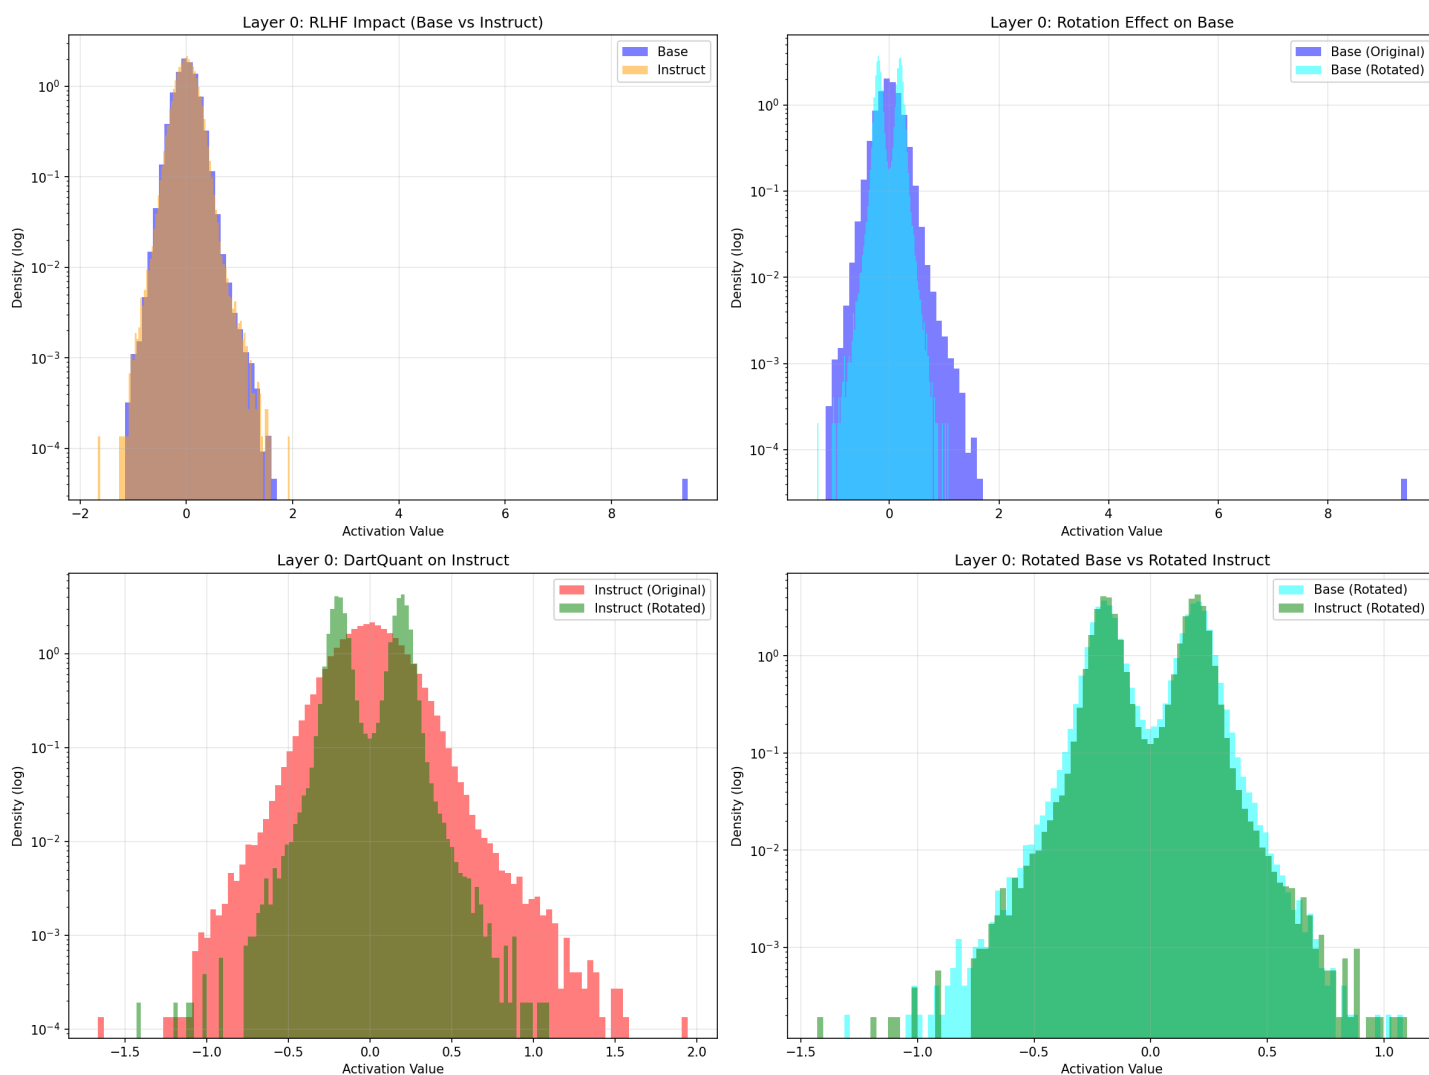 Layer 0: RLHF Impact (Base vs Instruct)
Base
Instruct
Density (log)
10⁰
10⁻¹
10⁻²
10⁻³
10⁻⁴
−2 0 2 4 6 8
Activation Value
Layer 0: Rotation Effect on Base
Base (Original)
Base (Rotated)
Density (log)
10⁰
10⁻¹
10⁻²
10⁻³
10⁻⁴
0 2 4 6 8
Activation Value
Layer 0: DartQuant on Instruct
Instruct (Original)
Instruct (Rotated)
Density (log)
10⁰
10⁻¹
10⁻²
10⁻³
10⁻⁴
−1.5 −1.0 −0.5 0.0 0.5 1.0 1.5 2.0
Activation Value
Layer 0: Rotated Base vs Rotated Instruct
Base (Rotated)
Instruct (Rotated)
Density (log)
10⁰
10⁻¹
10⁻²
10⁻³
−1.5 −1.0 −0.5 0.0 0.5 1.0
Activation Value